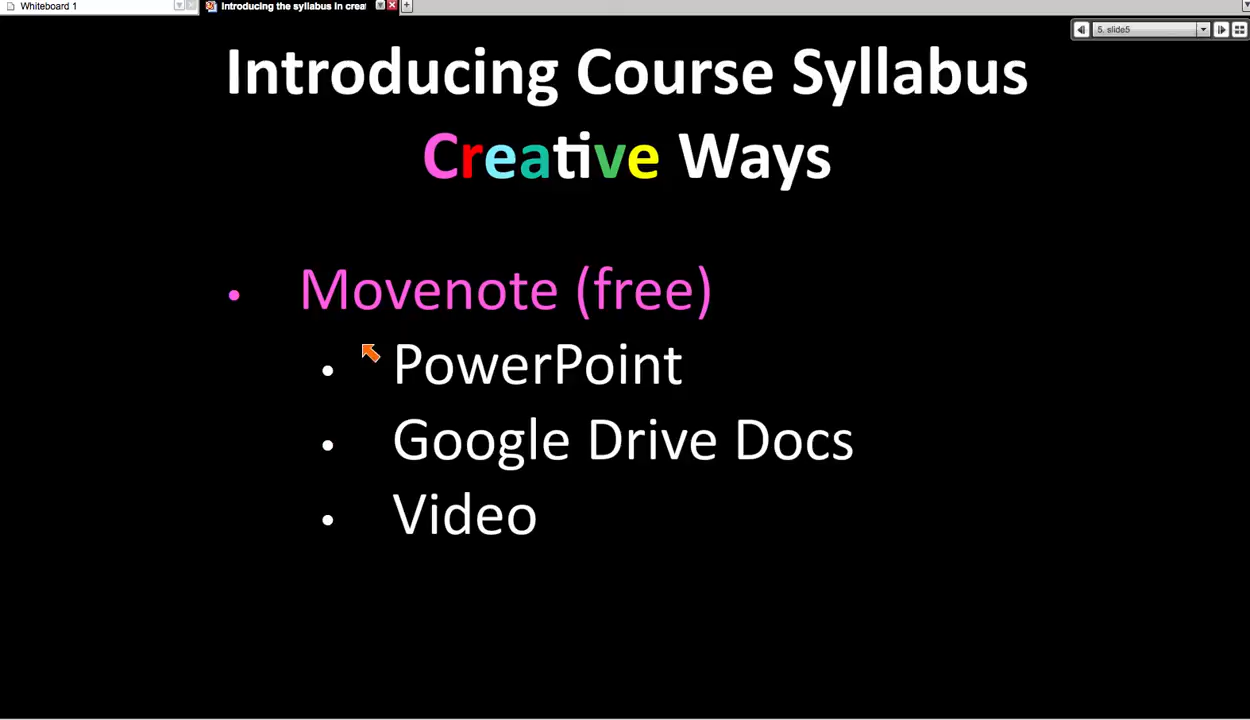 Whiteboard 1
Introducing the syllabus in crea
5. slide5
Introducing Course Syllabus
Creative Ways
• Movenote (free)
• PowerPoint
• Google Drive Docs
• Video